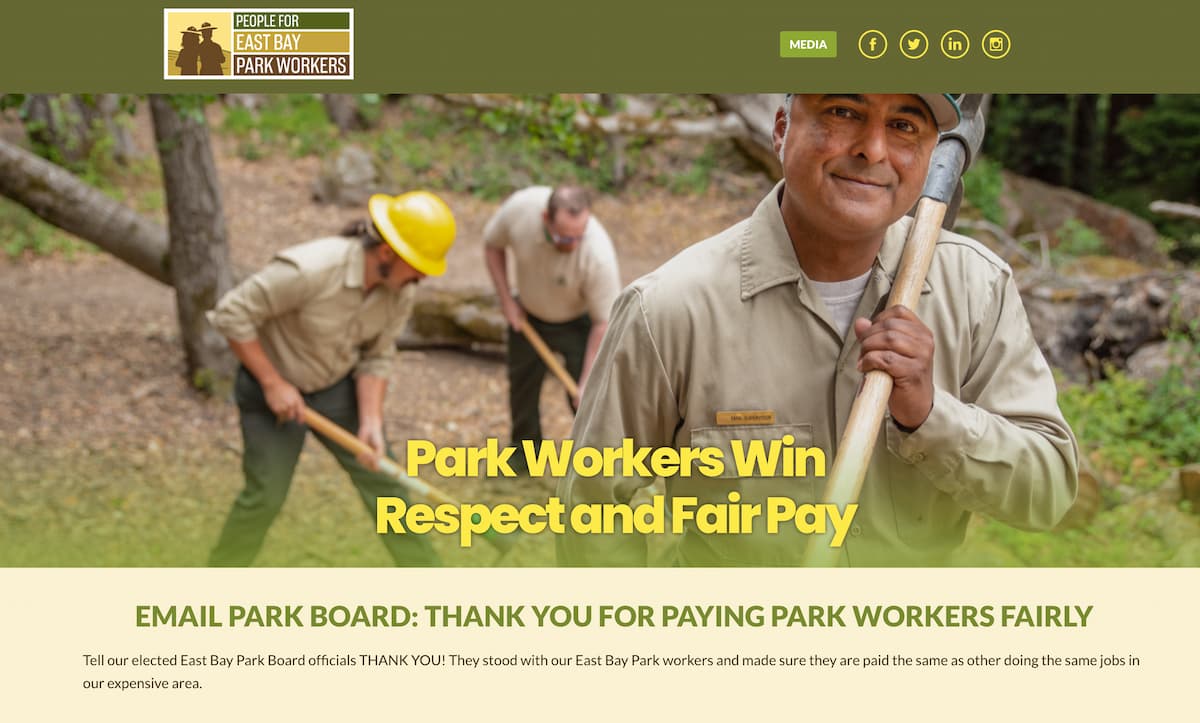 PEOPLE FOR
EAST BAY
PARK WORKERS
MEDIA
Park Workers Win
Respect and Fair Pay
EMAIL PARK BOARD: THANK YOU FOR PAYING PARK WORKERS FAIRLY
Tell our elected East Bay Park Board officials THANK YOU! They stood with our East Bay Park workers and made sure they are paid the same as other doing the same jobs in
our expensive area.